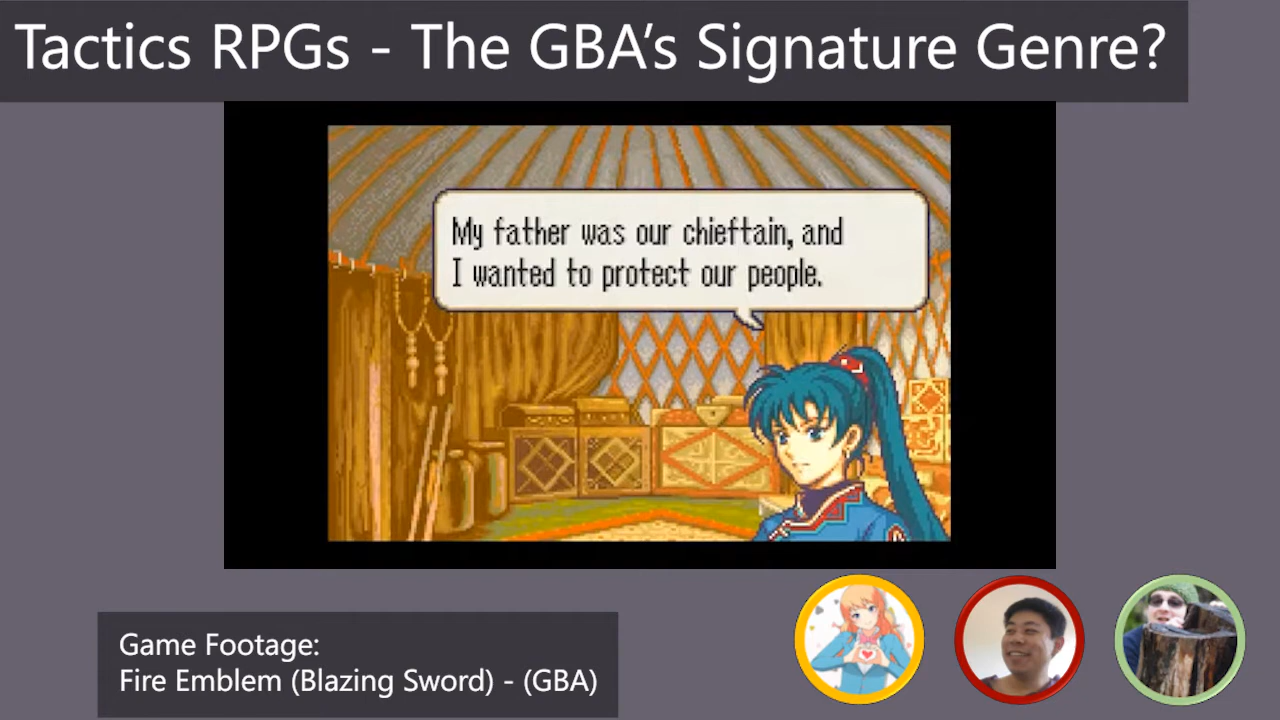 Tactics RPGs - The GBA's Signature Genre?
My father was our chieftain, and
I wanted to protect our people.
Game Footage:
Fire Emblem (Blazing Sword) - (GBA)